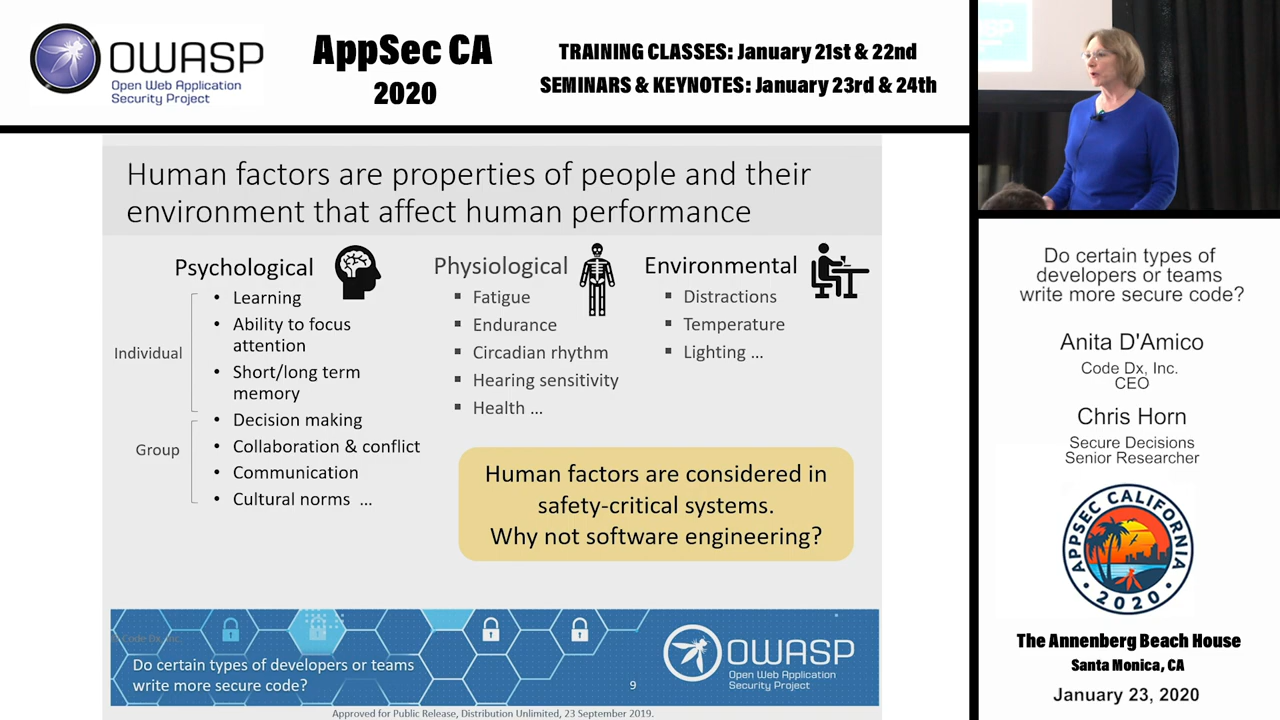 OWASP
Open Web Application
Security Project
AppSec CA
2020
TRAINING CLASSES: January 21st & 22nd
SEMINARS & KEYNOTES: January 23rd & 24th
Human factors are properties of people and their
environment that affect human performance
Psychological
Individual
• Learning
• Ability to focus
attention
• Short/long term
memory
Group
• Decision making
• Collaboration & conflict
• Communication
• Cultural norms ...
Physiological
▪ Fatigue
▪ Endurance
▪ Circadian rhythm
▪ Hearing sensitivity
▪ Health ...
Environmental
▪ Distractions
▪ Temperature
▪ Lighting ...
Human factors are considered in
safety-critical systems.
Why not software engineering?
Code Dx, Inc.
Do certain types of developers or teams
write more secure code?
9
OWASP
Open Web Application
Security Project
Approved for Public Release, Distribution Unlimited, 23 September 2019.
Do certain types of
developers or teams
write more secure code?
Anita D'Amico
Code Dx, Inc.
CEO
Chris Horn
Secure Decisions
Senior Researcher
APPSEC CALIFORNIA
• 2020 •
The Annenberg Beach House
Santa Monica, CA
January 23, 2020